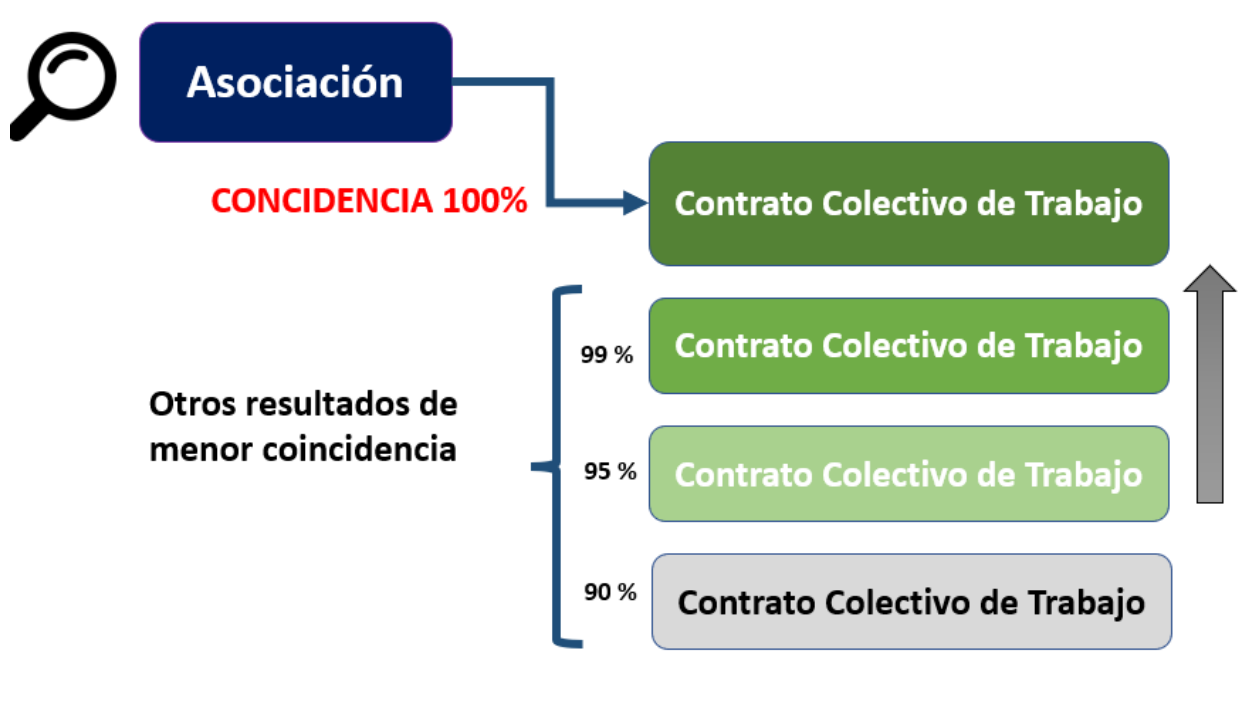 Asociación
CONCIDENCIA 100%
Contrato Colectivo de Trabajo
99 %
Contrato Colectivo de Trabajo
Otros resultados de
menor coincidencia
95 %
Contrato Colectivo de Trabajo
90 %
Contrato Colectivo de Trabajo